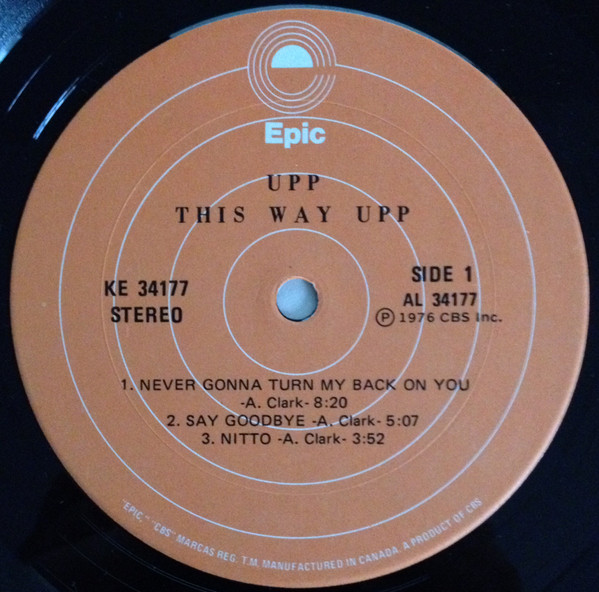 Epic
UPP
THIS WAY UPP
KE 34177
STEREO
SIDE 1
AL 34177
Ⓟ 1976 CBS Inc.
1. NEVER GONNA TURN MY BACK ON YOU
-A. Clark- 8:20
2. SAY GOODBYE -A. Clark- 5:07
3. NITTO -A. Clark- 3:52
"EPIC," "CBS" MARCAS REG. T.M. MANUFACTURED IN CANADA. A PRODUCT OF CBS